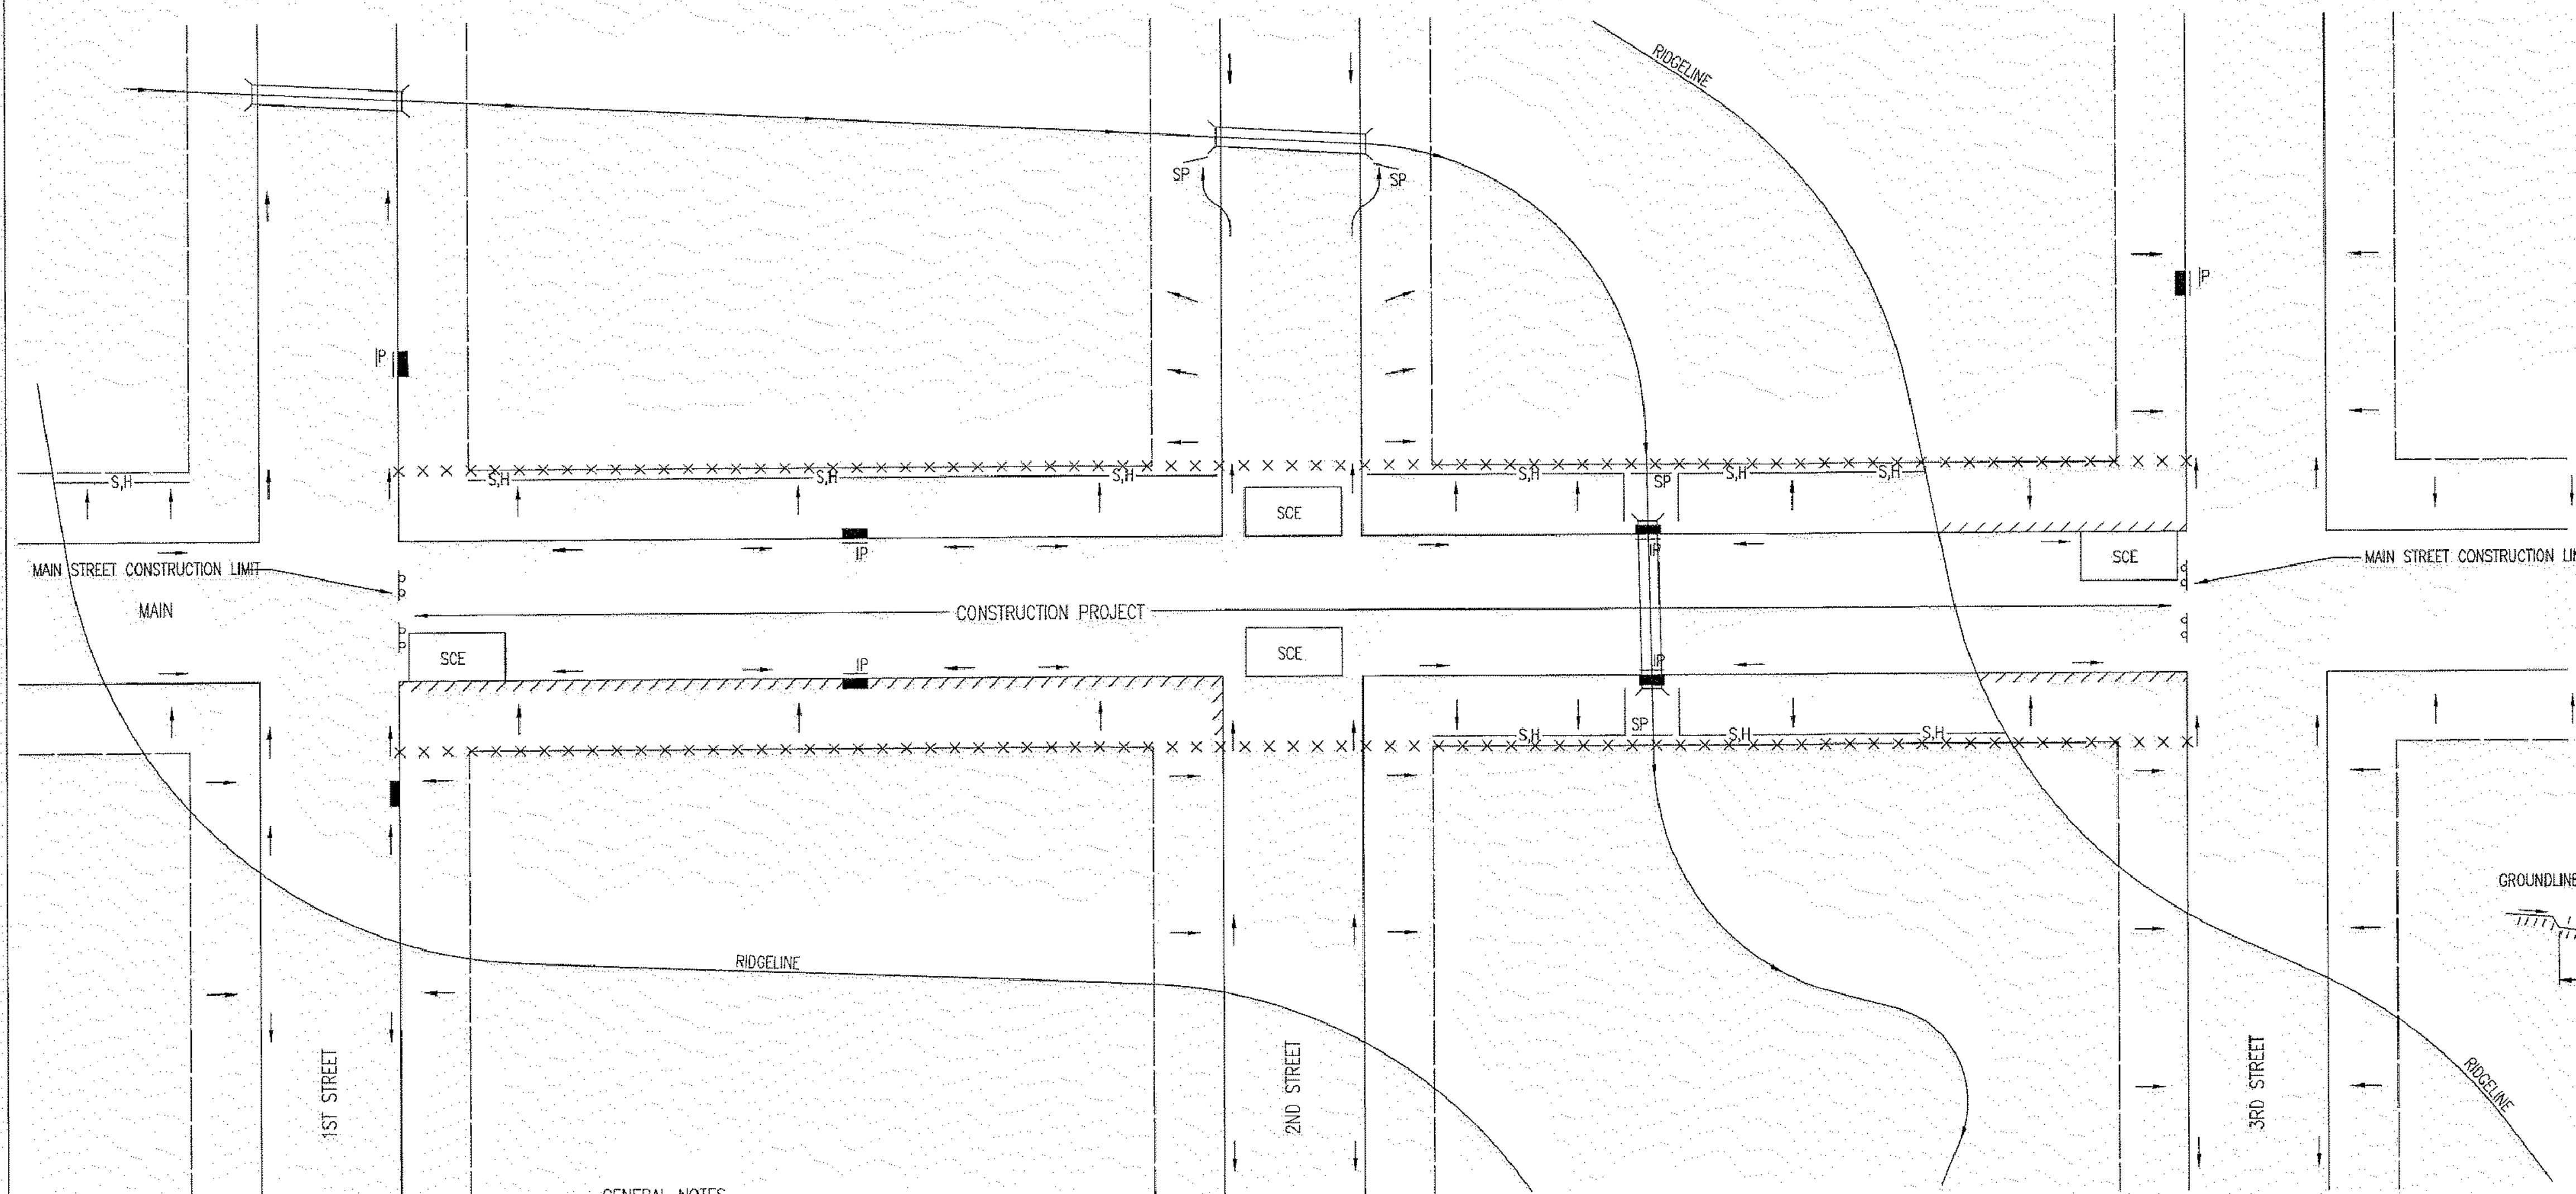 RIDGELINE
SP
SP
IP
IP
S,H
S,H
S,H
S,H
S,H
SP
S,H
S,H
SCE
IP
IP
SCE
MAIN STREET CONSTRUCTION LIMIT
MAIN STREET CONSTRUCTION LI
MAIN
CONSTRUCTION PROJECT
SCE
SCE
IP
IP
S,H
SP
S,H
S,H
GROUNDLINE
RIDGELINE
1ST STREET
2ND STREET
3RD STREET
RIDGELINE
GENERAL NOTES